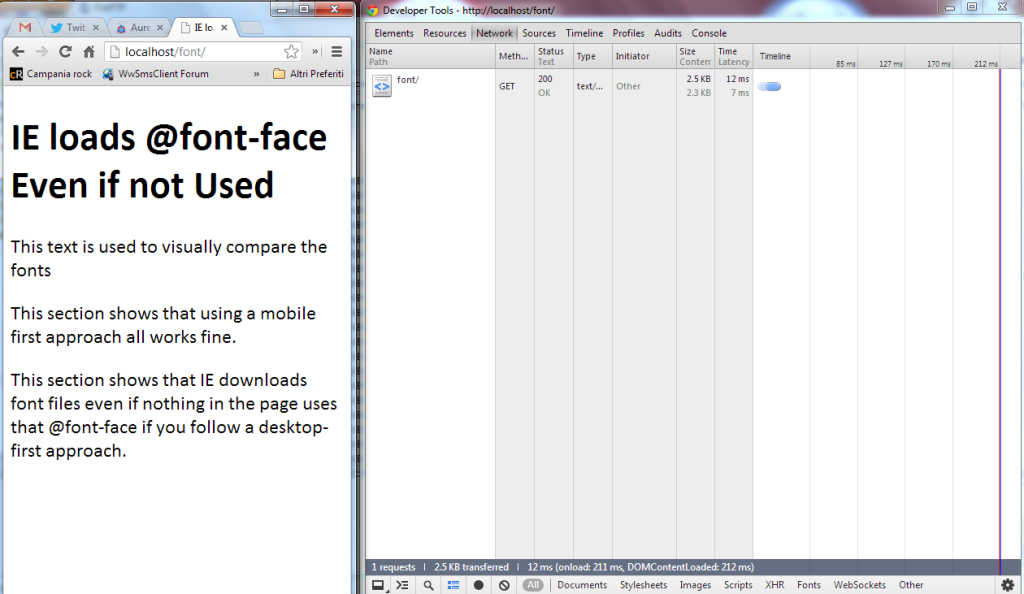 Twit
Auro
IE lo
localhost/font/
»
cR Campania rock
WwSmsClient Forum
»
Altri Preferiti
IE loads @font-face
Even if not Used
This text is used to visually compare the
fonts
This section shows that using a mobile
first approach all works fine.
This section shows that IE downloads
font files even if nothing in the page uses
that @font-face if you follow a desktop-
first approach.
Developer Tools - http://localhost/font/
Elements Resources Network Sources Timeline Profiles Audits Console
Name
Path
Meth...
Status
Text
Type
Initiator
Size
Conten
Time
Latency
Timeline
85 ms 127 ms 170 ms 212 ms
font/
GET
200
OK
text/...
Other
2.5 KB
2.3 KB
12 ms
7 ms
1 requests | 2.5 KB transferred | 12 ms (onload: 211 ms, DOMContentLoaded: 212 ms)
All Documents Stylesheets Images Scripts XHR Fonts WebSockets Other